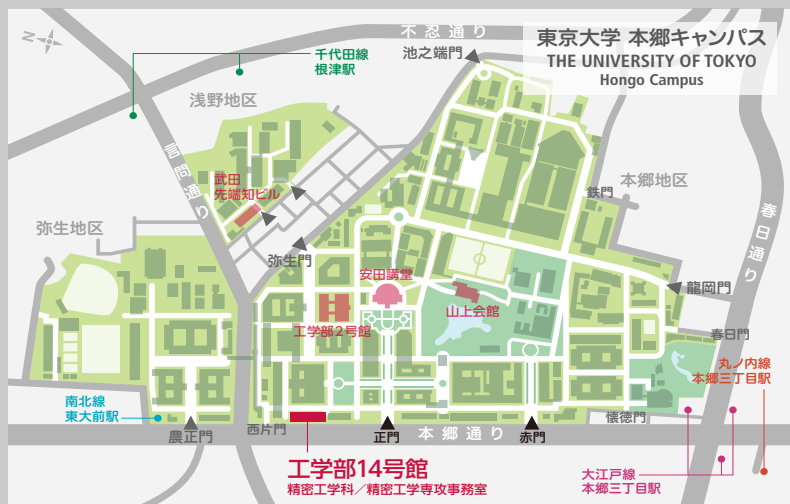 N
不忍通り
東京大学 本郷キャンパス
THE UNIVERSITY OF TOKYO
Hongo Campus
千代田線
根津駅
池之端門
浅野地区
言問通り
武田
先端知ビル
鉄門
本郷地区
春日通り
弥生地区
弥生門
安田講堂
龍岡門
山上会館
工学部2号館
春日門
丸ノ内線
本郷三丁目駅
南北線
東大前駅
農正門
西片門
正門
本郷通り
赤門
懐徳門
工学部14号館
精密工学科／精密工学専攻事務室
大江戸線
本郷三丁目駅